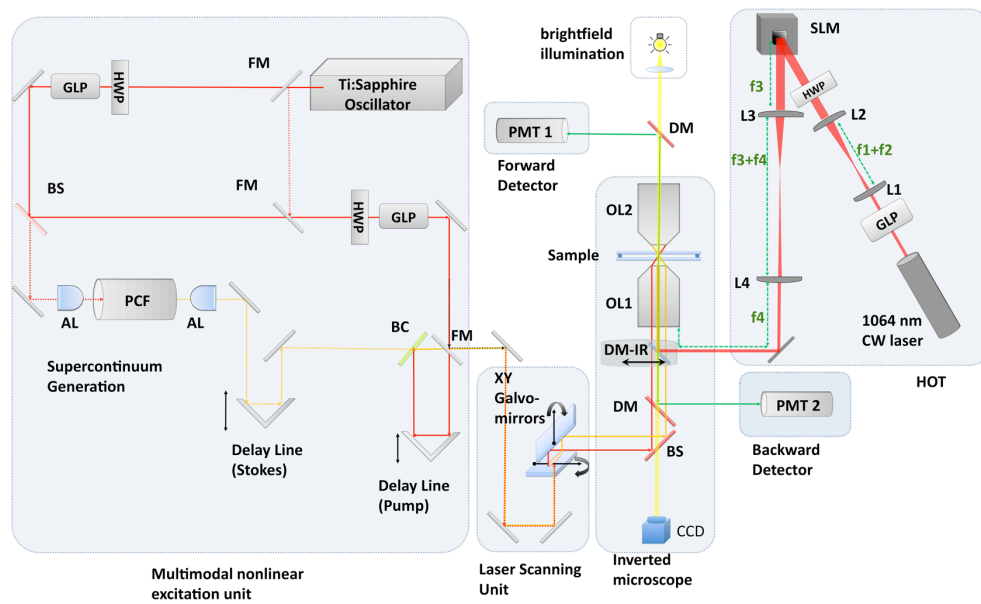 FM
Ti:Sapphire
Oscillator
GLP
HWP
BS
FM
HWP
GLP
PCF
AL
AL
Supercontinuum
Generation
BC
FM
Delay Line
(Stokes)
Delay Line
(Pump)
Multimodal nonlinear
excitation unit
XY
Galvo-
mirrors
Laser Scanning
Unit
brightfield
illumination
DM
PMT 1
Forward
Detector
OL2
Sample
OL1
DM-IR
DM
BS
CCD
Inverted
microscope
PMT 2
Backward
Detector
SLM
f3
HWP
L3
L2
f1+f2
f3+f4
L1
GLP
L4
f4
1064 nm
CW laser
HOT